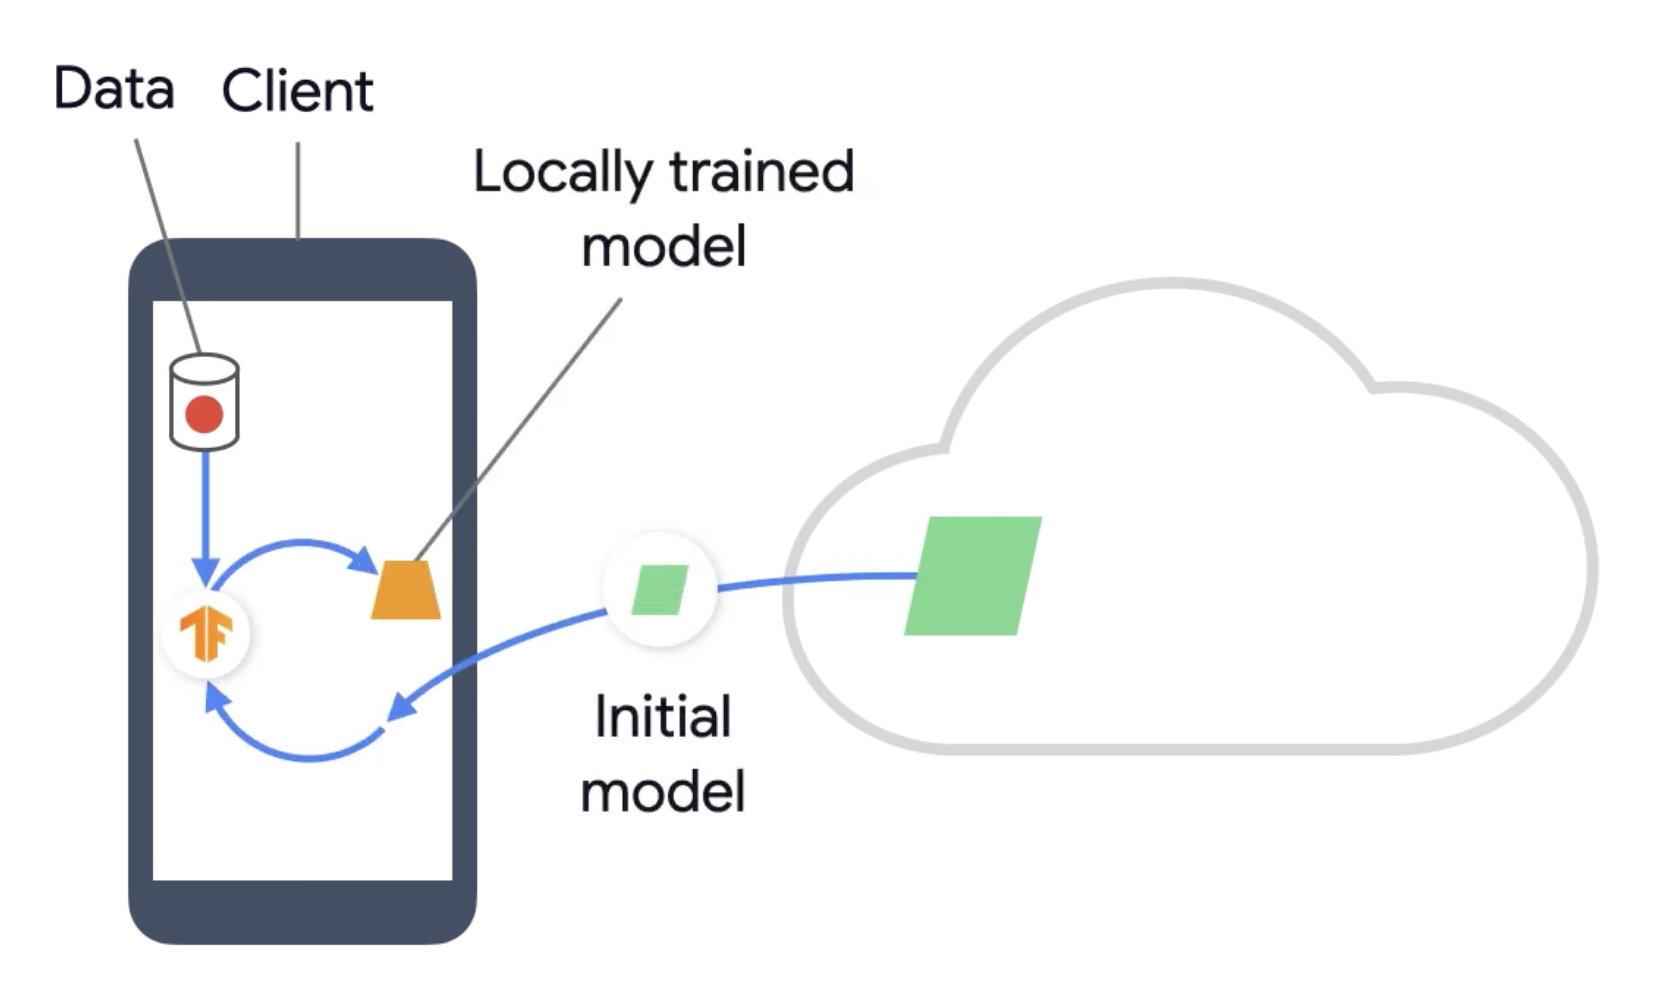 Data
Client
Locally trained
model
Initial
model